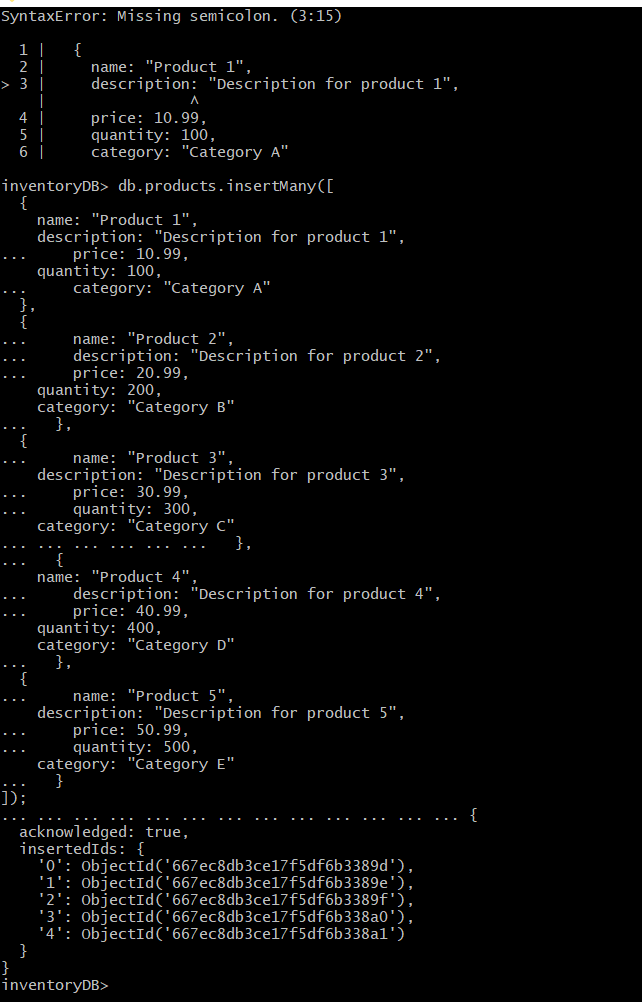 SyntaxError: Missing semicolon. (3:15)
  1 |   {
  2 |     name: "Product 1",
> 3 |     description: "Description for product 1",
    |                ^
  4 |     price: 10.99,
  5 |     quantity: 100,
  6 |     category: "Category A"
inventoryDB> db.products.insertMany([
  {
    name: "Product 1",
    description: "Description for product 1",
...     price: 10.99,
    quantity: 100,
...     category: "Category A"
  },
  {
...     name: "Product 2",
...     description: "Description for product 2",
...     price: 20.99,
    quantity: 200,
    category: "Category B"
...   },
  {
...     name: "Product 3",
    description: "Description for product 3",
...     price: 30.99,
...     quantity: 300,
    category: "Category C"
... ... ... ... ... ...   },
...   {
    name: "Product 4",
...     description: "Description for product 4",
...     price: 40.99,
    quantity: 400,
    category: "Category D"
...   },
  {
...     name: "Product 5",
    description: "Description for product 5",
...     price: 50.99,
...     quantity: 500,
    category: "Category E"
...   }
]);
... ... ... ... ... ... ... ... ... ... ... ... ... {
  acknowledged: true,
  insertedIds: {
    '0': ObjectId('667ec8db3ce17f5df6b3389d'),
    '1': ObjectId('667ec8db3ce17f5df6b3389e'),
    '2': ObjectId('667ec8db3ce17f5df6b3389f'),
    '3': ObjectId('667ec8db3ce17f5df6b338a0'),
    '4': ObjectId('667ec8db3ce17f5df6b338a1')
  }
}
inventoryDB>